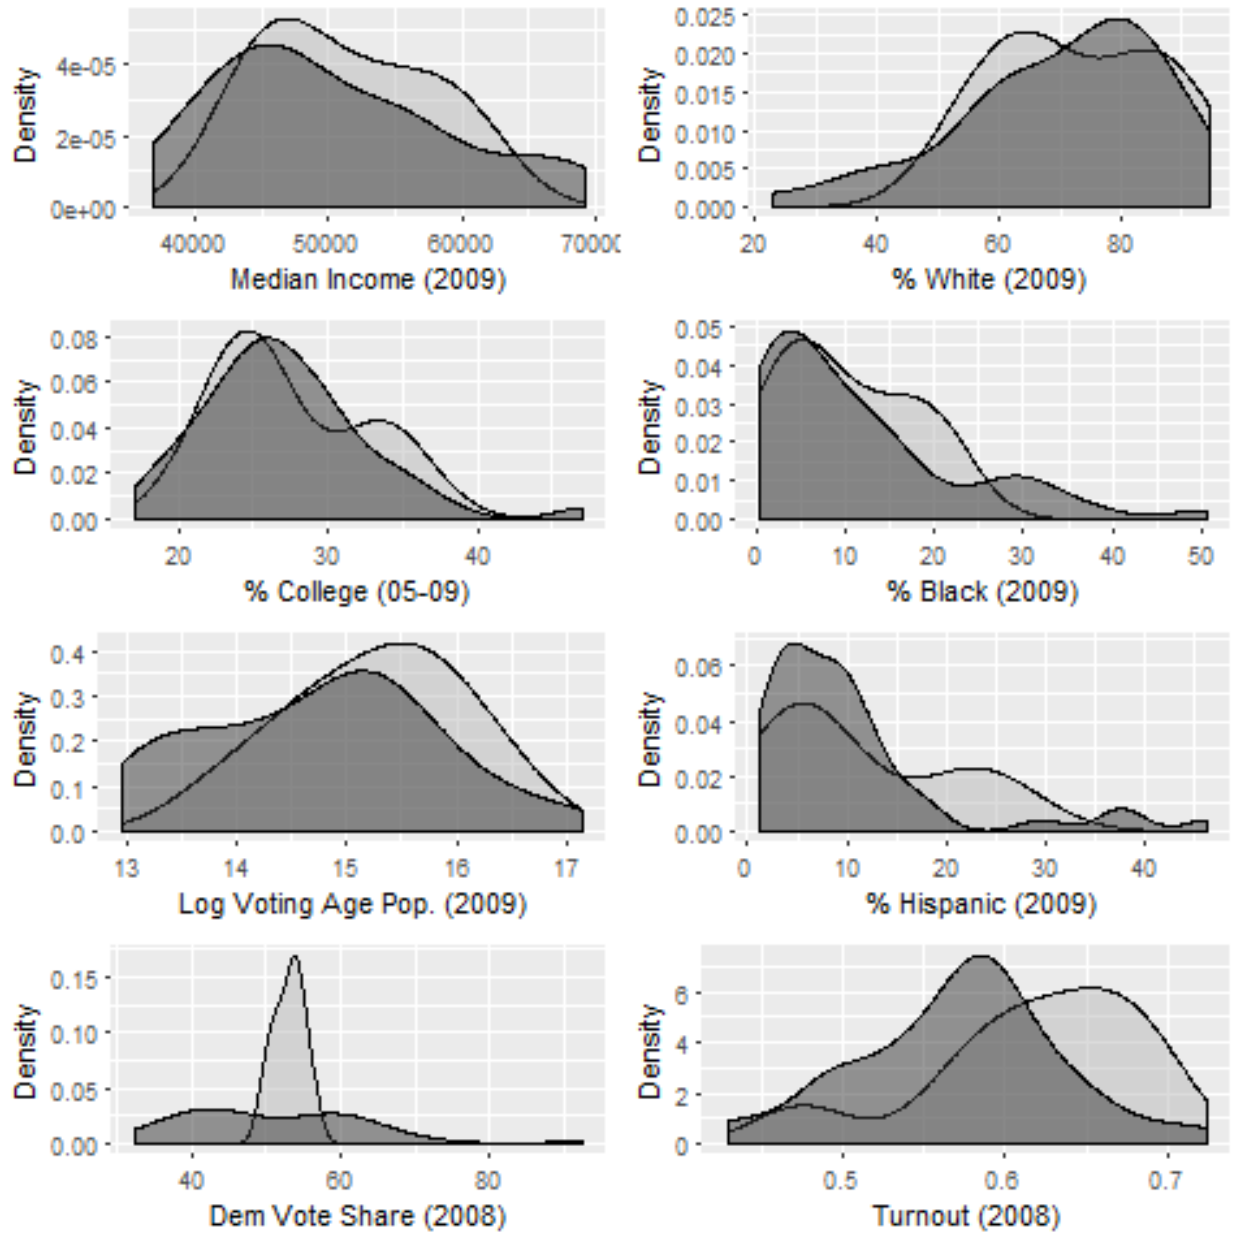 Density
4e-05
2e-05
0e+00
40000 50000 60000 7000
Median Income (2009)
Density
0.025
0.020
0.015
0.010
0.005
0.000
20 40 60 80
% White (2009)
Density
0.08
0.06
0.04
0.02
0.00
20 30 40
% College (05-09)
Density
0.05
0.04
0.03
0.02
0.01
0.00
0 10 20 30 40 50
% Black (2009)
Density
0.4
0.3
0.2
0.1
0.0
13 14 15 16 17
Log Voting Age Pop. (2009)
Density
0.06
0.04
0.02
0.00
0 10 20 30 40
% Hispanic (2009)
Density
0.15
0.10
0.05
0.00
40 60 80
Dem Vote Share (2008)
Density
6
4
2
0
0.5 0.6 0.7
Turnout (2008)